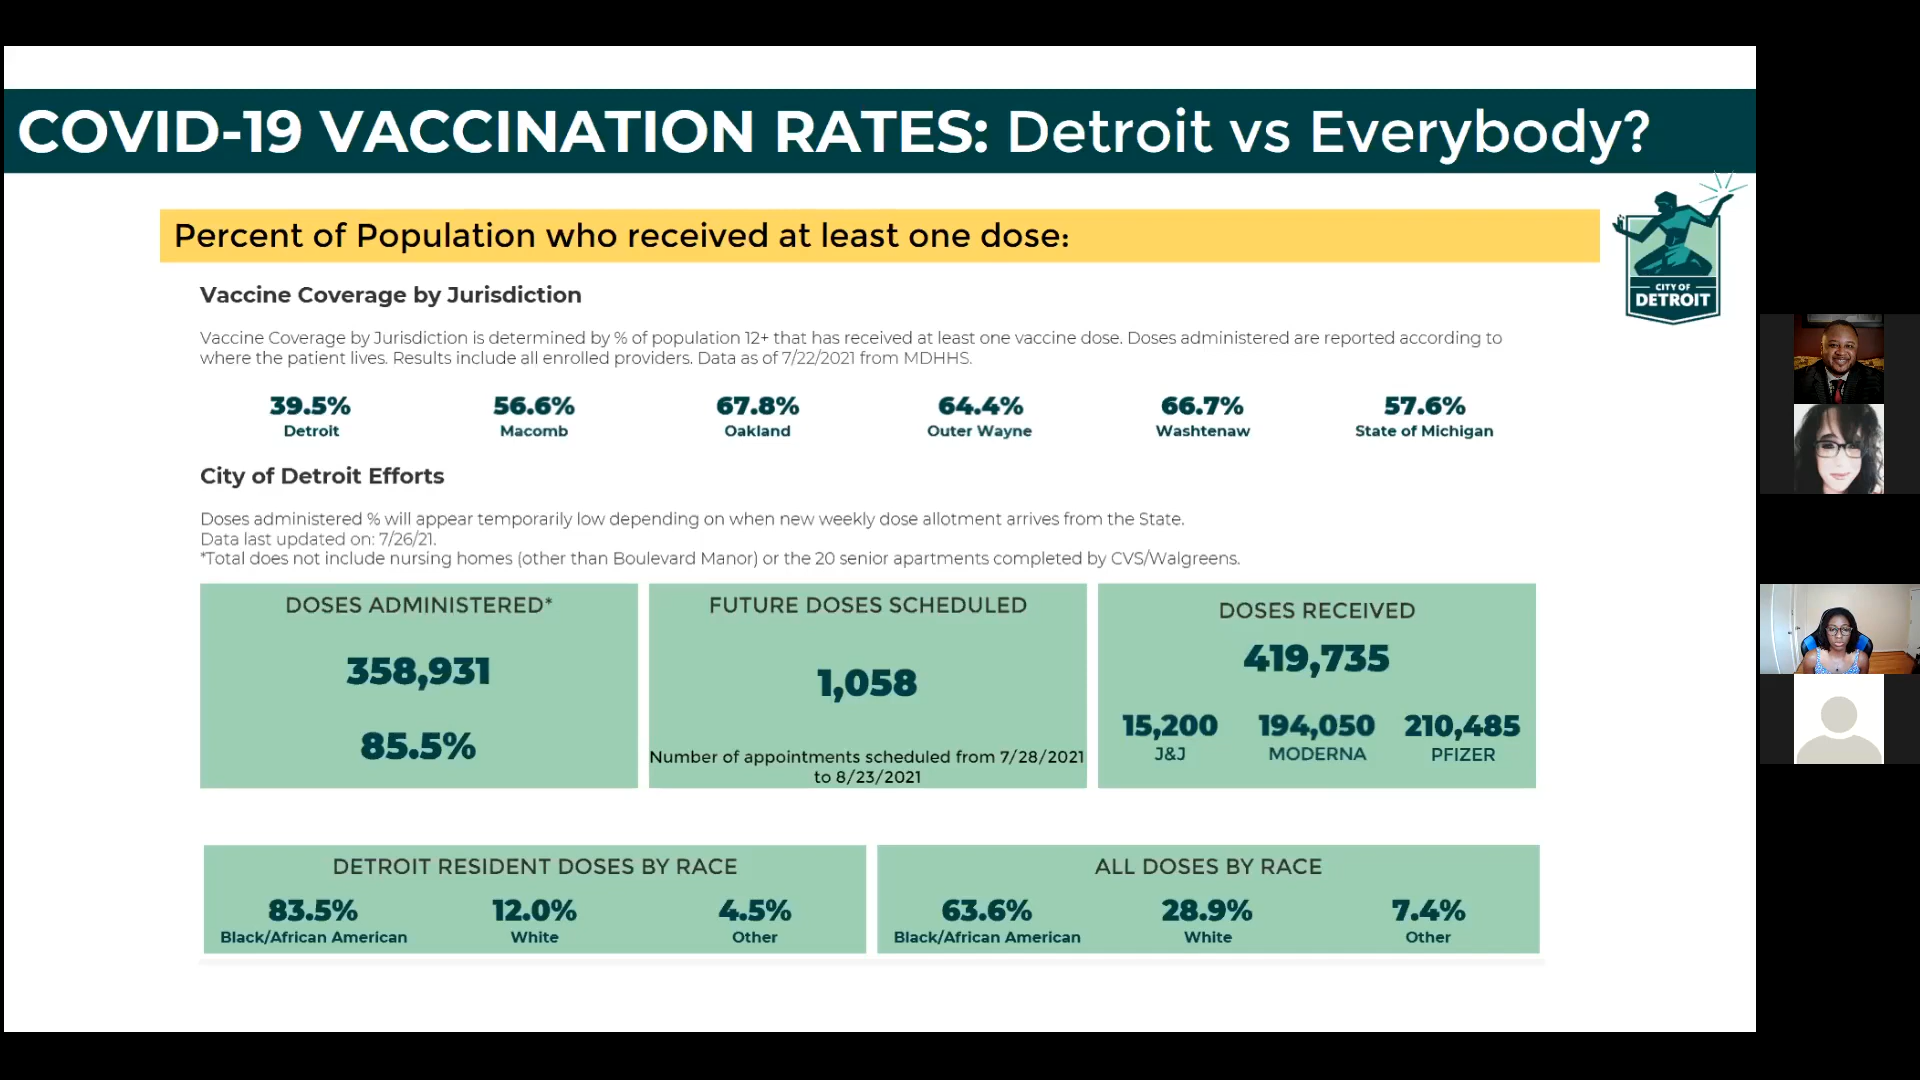 COVID-19 VACCINATION RATES: Detroit vs Everybody?
Percent of Population who received at least one dose:
CITY OF
DETROIT
Vaccine Coverage by Jurisdiction
Vaccine Coverage by Jurisdiction is determined by % of population 12+ that has received at least one vaccine dose. Doses administered are reported according to
where the patient lives. Results include all enrolled providers. Data as of 7/22/2021 from MDHHS.
39.5% 56.6% 67.8% 64.4% 66.7% 57.6%
Detroit Macomb Oakland Outer Wayne Washtenaw State of Michigan
City of Detroit Efforts
Doses administered % will appear temporarily low depending on when new weekly dose allotment arrives from the State.
Data last updated on: 7/26/21.
*Total does not include nursing homes (other than Boulevard Manor) or the 20 senior apartments completed by CVS/Walgreens.
DOSES ADMINISTERED*
358,931
85.5%
FUTURE DOSES SCHEDULED
1,058
Number of appointments scheduled from 7/28/2021
to 8/23/2021
DOSES RECEIVED
419,735
15,200 194,050 210,485
J&J MODERNA PFIZER
DETROIT RESIDENT DOSES BY RACE
83.5% 12.0% 4.5%
Black/African American White Other
ALL DOSES BY RACE
63.6% 28.9% 7.4%
Black/African American White Other